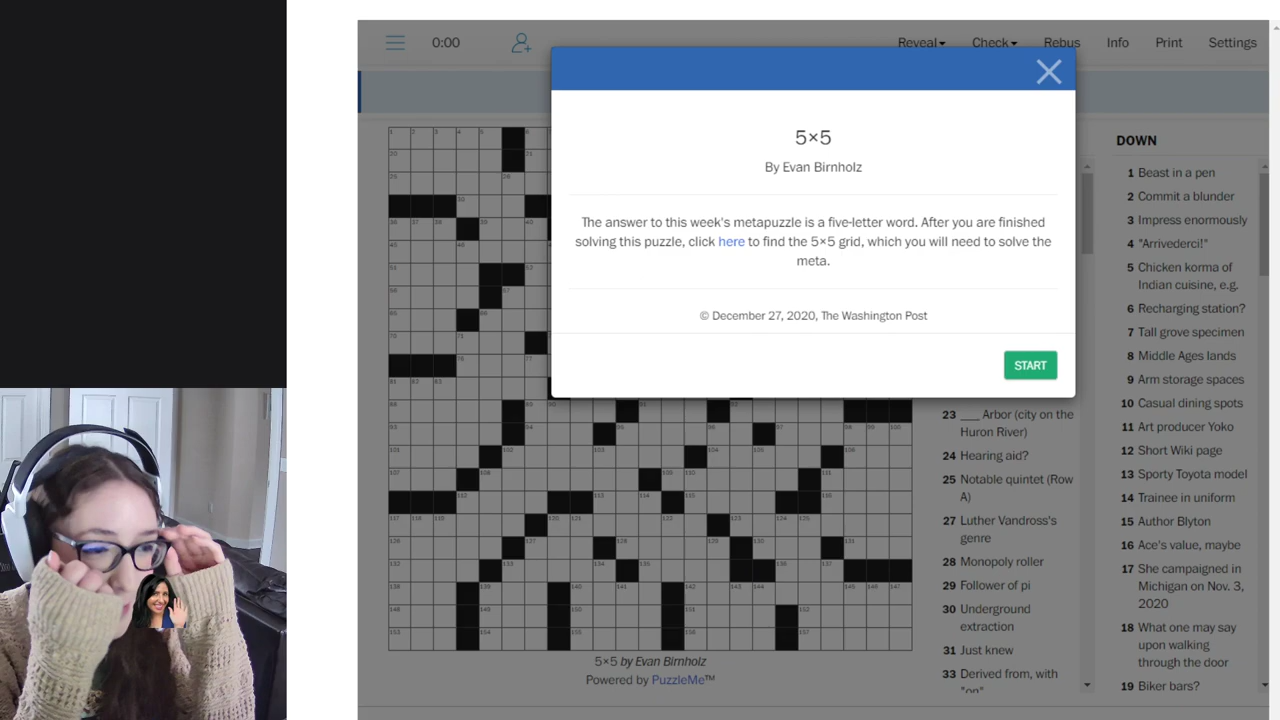 0:00
Reveal
Check
Rebus
Info
Print
Settings
5×5
By Evan Birnholz
The answer to this week's metapuzzle is a five-letter word. After you are finished
solving this puzzle, click here to find the 5×5 grid, which you will need to solve the
meta.
© December 27, 2020, The Washington Post
START
5×5 by Evan Birnholz
Powered by PuzzleMe™
23 ___ Arbor (city on the
Huron River)
24 Hearing aid?
25 Notable quintet (Row
A)
27 Luther Vandross's
genre
28 Monopoly roller
29 Follower of pi
30 Underground
extraction
31 Just knew
33 Derived from, with
"on"
DOWN
1 Beast in a pen
2 Commit a blunder
3 Impress enormously
4 "Arrivederci!"
5 Chicken korma of
Indian cuisine, e.g.
6 Recharging station?
7 Tall grove specimen
8 Middle Ages lands
9 Arm storage spaces
10 Casual dining spots
11 Art producer Yoko
12 Short Wiki page
13 Sporty Toyota model
14 Trainee in uniform
15 Author Blyton
16 Ace's value, maybe
17 She campaigned in
Michigan on Nov. 3,
2020
18 What one may say
upon walking
through the door
19 Biker bars?